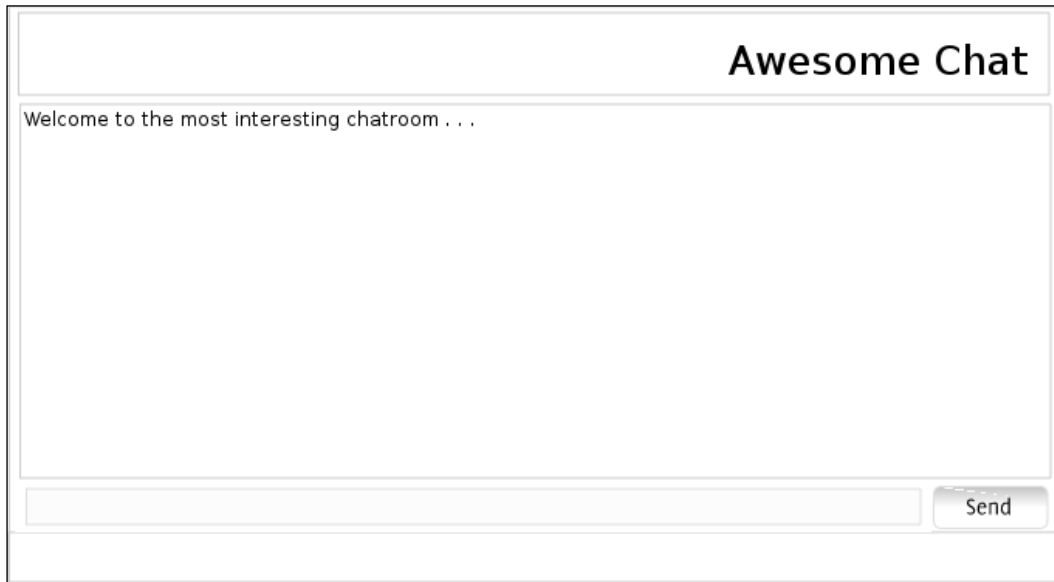 Awesome Chat
Welcome to the most interesting chatroom . . .
Send